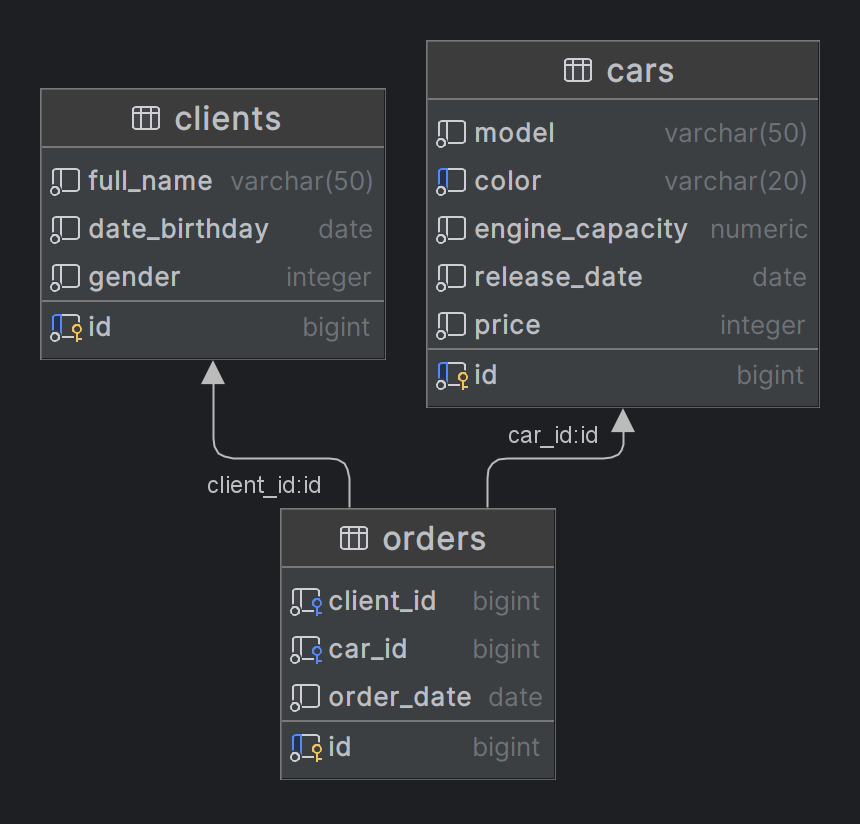 clients
full_name varchar(50)
date_birthday date
gender integer
id bigint
cars
model varchar(50)
color varchar(20)
engine_capacity numeric
release_date date
price integer
id bigint
car_id:id
client_id:id
orders
client_id bigint
car_id bigint
order_date date
id bigint